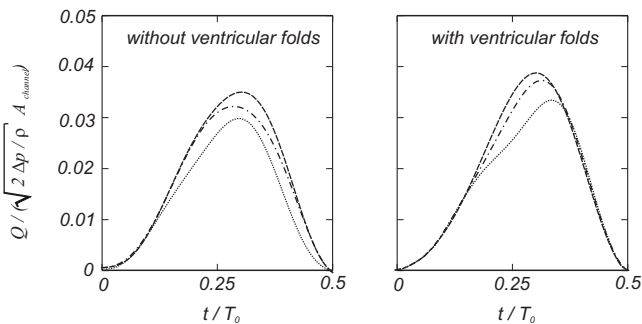 0.05
0.04
0.03
0.02
0.01
0
Q / (√2 Δp / ρ A channel)
without ventricular folds
0 0.25 0.5
t / T₀
with ventricular folds
0 0.25 0.5
t / T₀